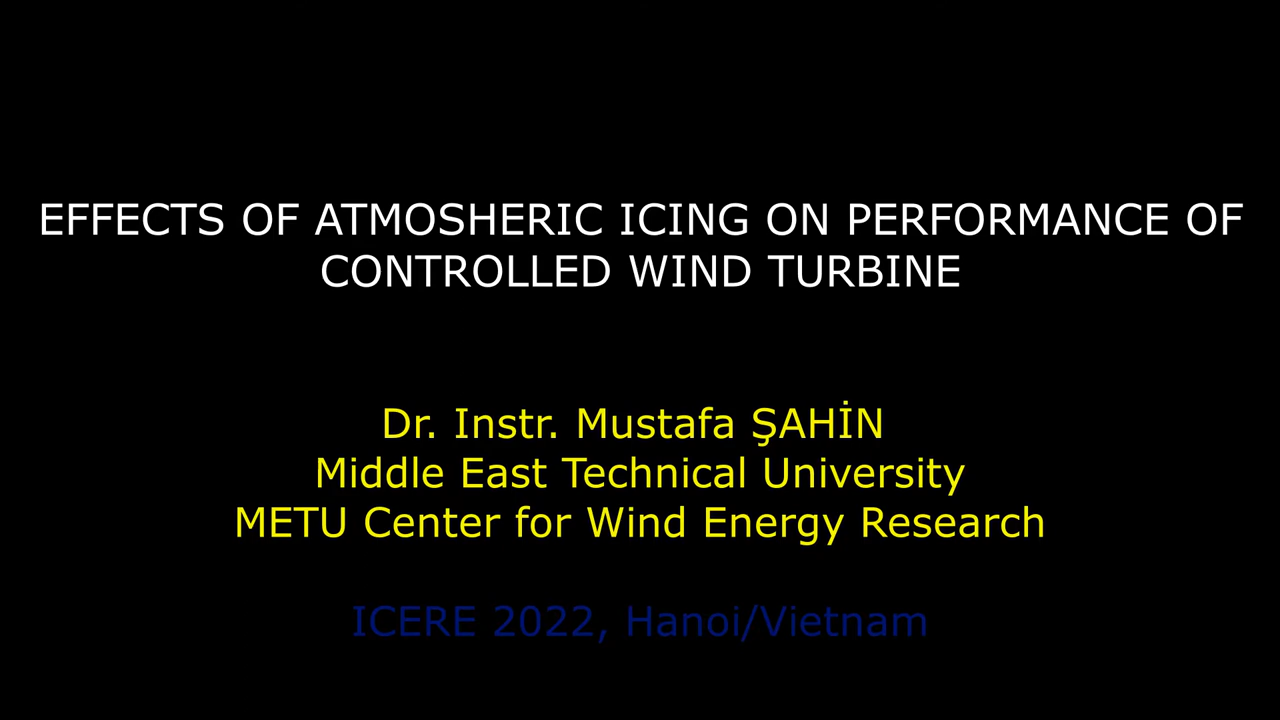 EFFECTS OF ATMOSHERIC ICING ON PERFORMANCE OF
CONTROLLED WIND TURBINE
Dr. Instr. Mustafa ŞAHİN
Middle East Technical University
METU Center for Wind Energy Research
ICERE 2022, Hanoi/Vietnam